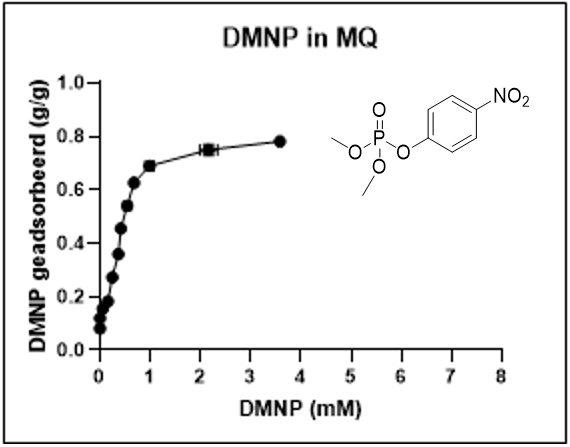 DMNP in MQ
DMNP geadsorbeerd (g/g)
1.0
0.8
0.6
0.4
0.2
0.0
0 1 2 3 4 5 6 7 8
DMNP (mM)
NO2
O
P
O
O
O